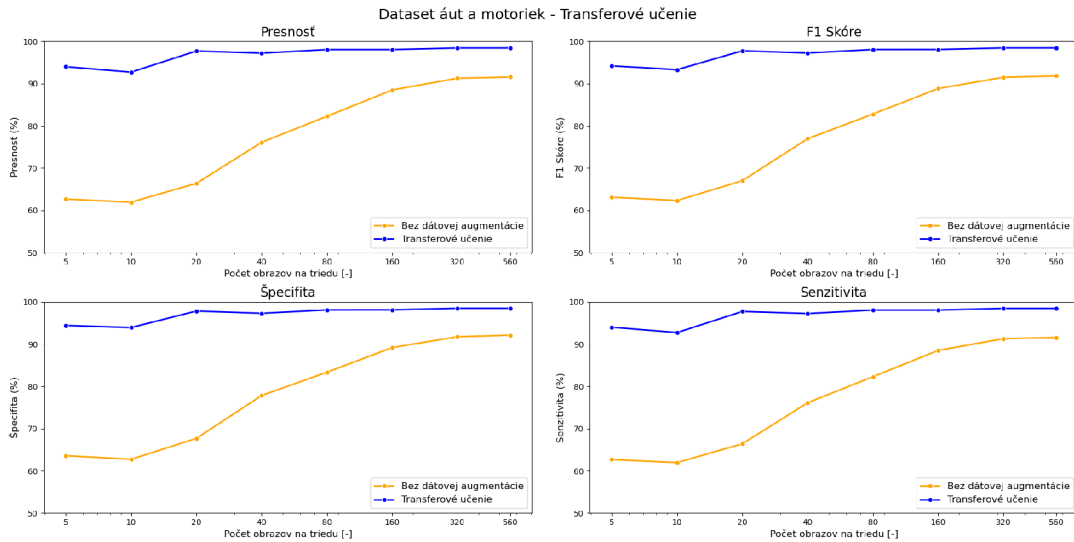 Dataset áut a motoriek - Transferové učenie
Presnosť
Presnosť (%)
100
90
80
70
60
50
Bez dátovej augmentácie
Transferové učenie
5 10 20 40 80 160 320 560
Počet obrazov na triedu [-]
F1 Skóre
F1 Skóre (%)
100
90
80
70
60
50
Bez dátovej augmentácie
Transferové učenie
5 10 20 40 80 160 320 560
Počet obrazov na triedu [-]
Špecifita
Špecifita (%)
100
90
80
70
60
50
Bez dátovej augmentácie
Transferové učenie
5 10 20 40 80 160 320 560
Počet obrazov na triedu [-]
Senzitivita
Senzitivita (%)
100
90
80
70
60
50
Bez dátovej augmentácie
Transferové učenie
5 10 20 40 80 160 320 560
Počet obrazov na triedu [-]